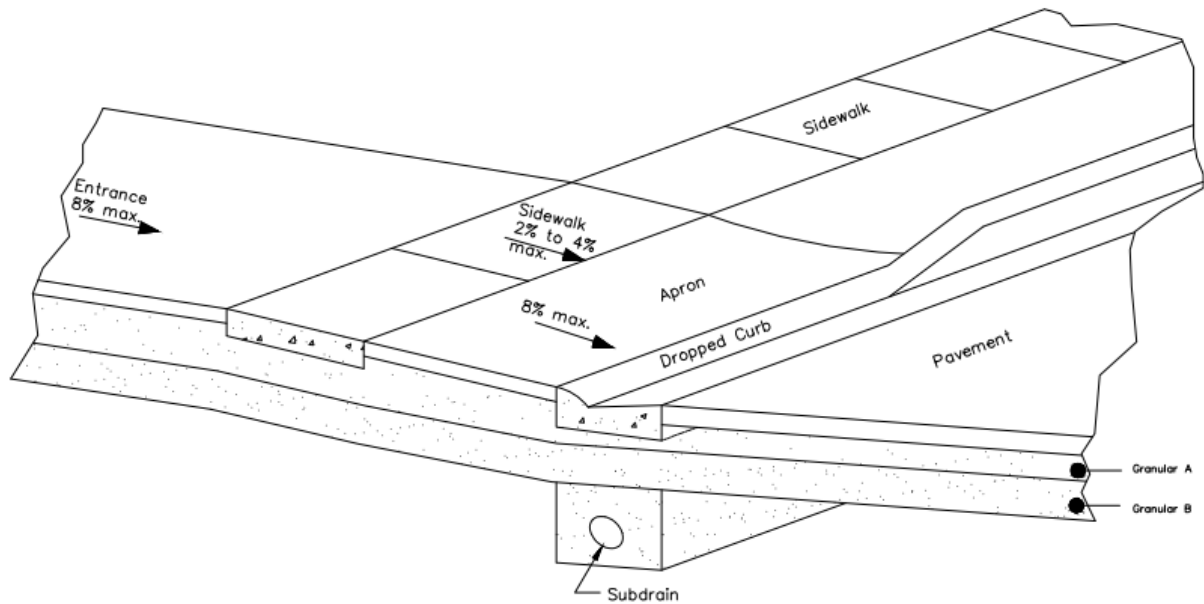 Sidewalk
Entrance
8% max.
Sidewalk
2% to 4%
max.
Apron
8% max.
Dropped Curb
Pavement
Granular A
Granular B
Subdrain